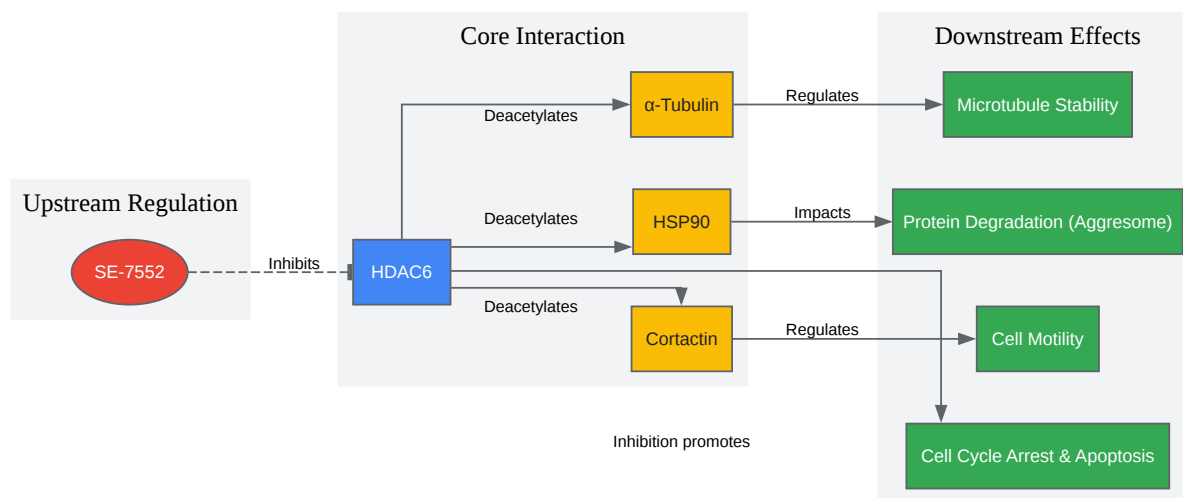 Core Interaction
Downstream Effects
α-Tubulin
Regulates
Microtubule Stability
Deacetylates
Upstream Regulation
Deacetylates
HSP90
Impacts
Protein Degradation (Aggresome)
SE-7552
Inhibits
HDAC6
Deacetylates
Cortactin
Regulates
Cell Motility
Inhibition promotes
Cell Cycle Arrest & Apoptosis